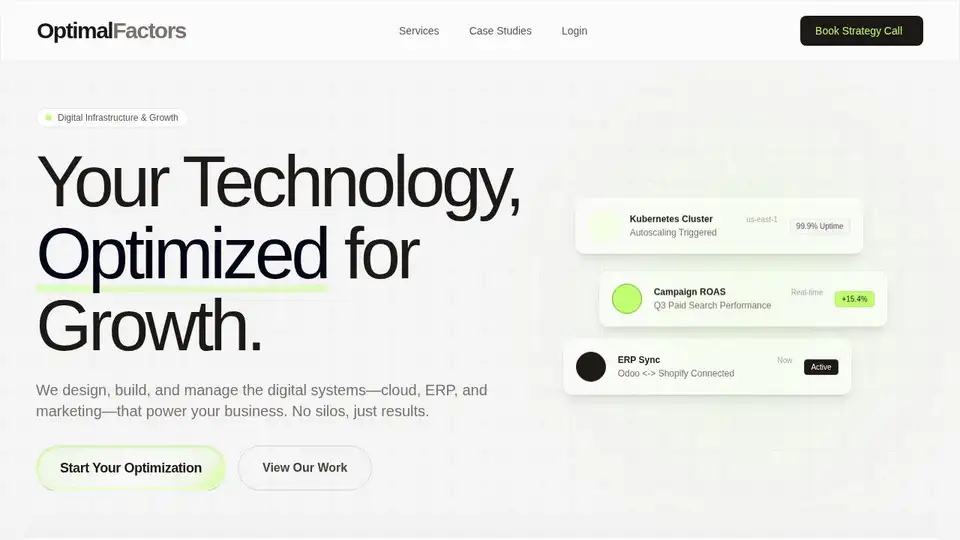 OptimalFactors
Services
Case Studies
Login
Book Strategy Call
Digital Infrastructure & Growth
Your Technology,
Optimized for
Growth.
We design, build, and manage the digital systems—cloud, ERP, and
marketing—that power your business. No silos, just results.
Start Your Optimization
View Our Work
Kubernetes Cluster
Autoscaling Triggered
us-east-1
99.9% Uptime
Campaign ROAS
Q3 Paid Search Performance
Real-time
+15.4%
ERP Sync
Odoo <-> Shopify Connected
Now
Active